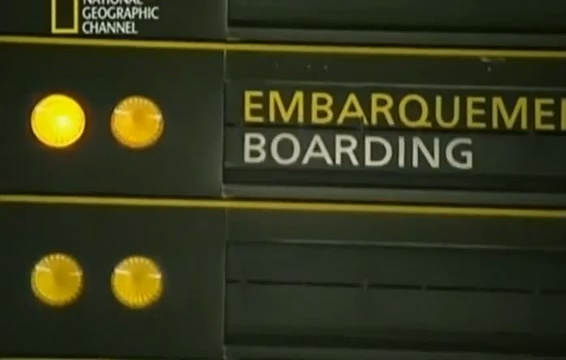 NATIONAL
GEOGRAPHIC
CHANNEL
EMBARQUEME
BOARDING